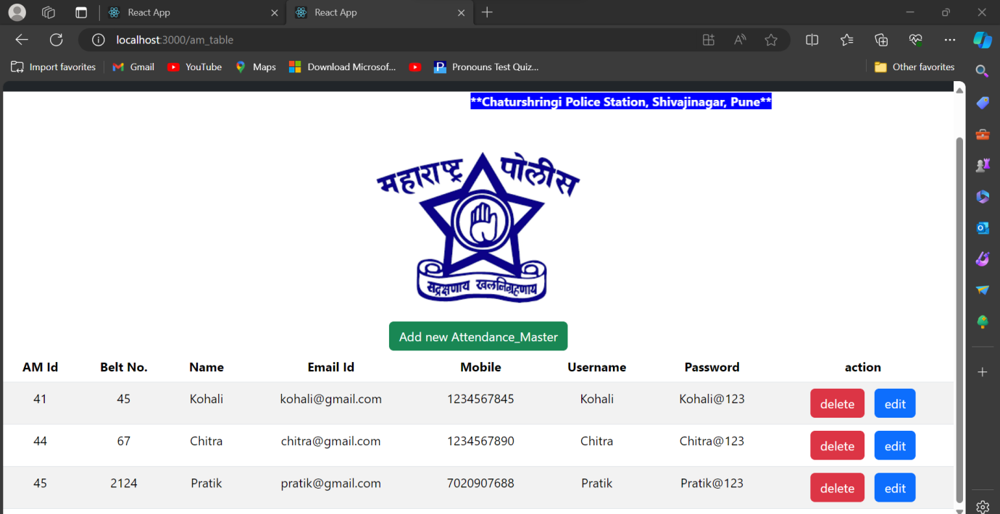 React App
React App
localhost:3000/am_table
Import favorites
Gmail
YouTube
Maps
Download Microsof...
Pronouns Test Quiz...
Other favorites
**Chaturshringi Police Station, Shivajinagar, Pune**
महाराष्ट्र पोलीस
सद्रक्षणाय खलनिग्रहणाय
Add new Attendance_Master
AM Id Belt No. Name Email Id Mobile Username Password action
41 45 Kohali kohali@gmail.com 1234567845 Kohali Kohali@123 delete edit
44 67 Chitra chitra@gmail.com 1234567890 Chitra Chitra@123 delete edit
45 2124 Pratik pratik@gmail.com 7020907688 Pratik Pratik@123 delete edit